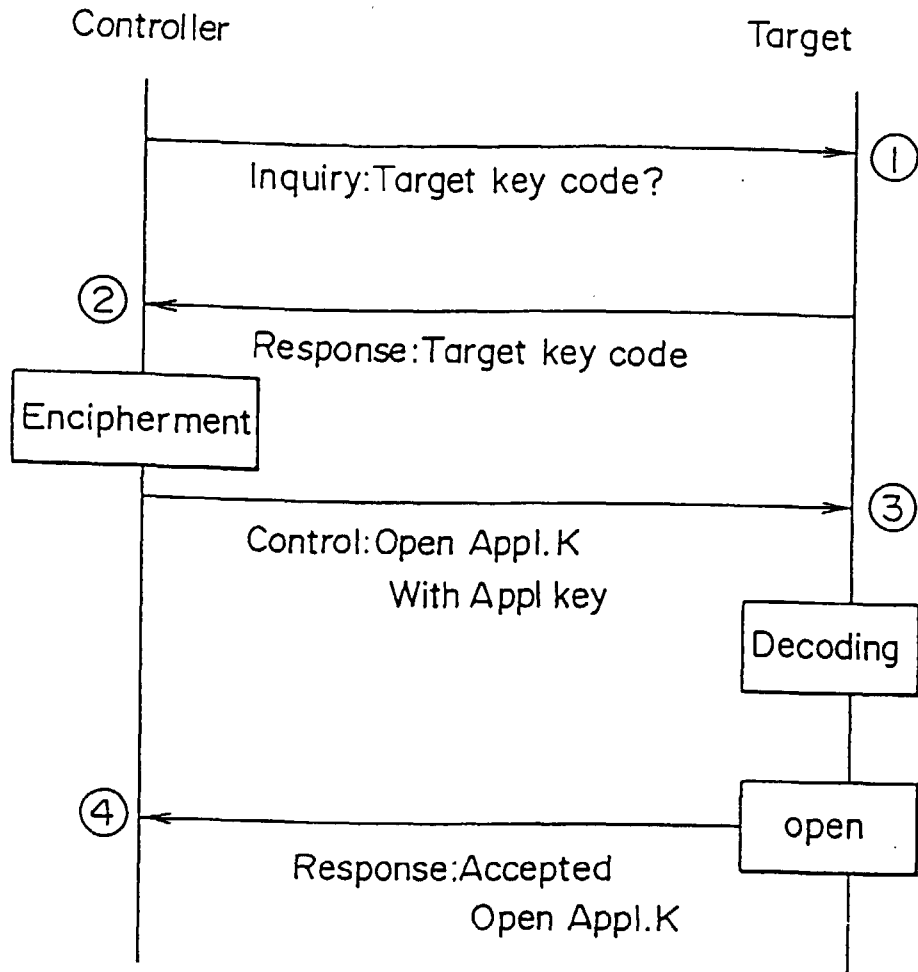 Controller
Target
①
Inquiry:Target key code?
②
Response:Target key code
Encipherment
③
Control:Open Appl.K
With Appl key
Decoding
④
open
Response:Accepted
Open Appl.K